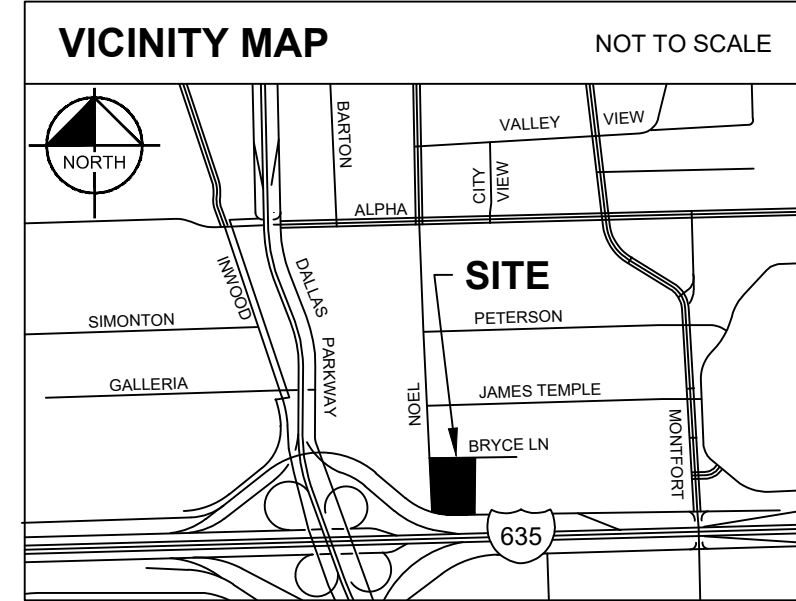 VICINITY MAP
NOT TO SCALE
NORTH
BARTON
VALLEY VIEW
CITY
VIEW
ALPHA
INWOOD
DALLAS
PARKWAY
SITE
SIMONTON
PETERSON
GALLERIA
NOEL
JAMES TEMPLE
MONTFORT
BRYCE LN
635